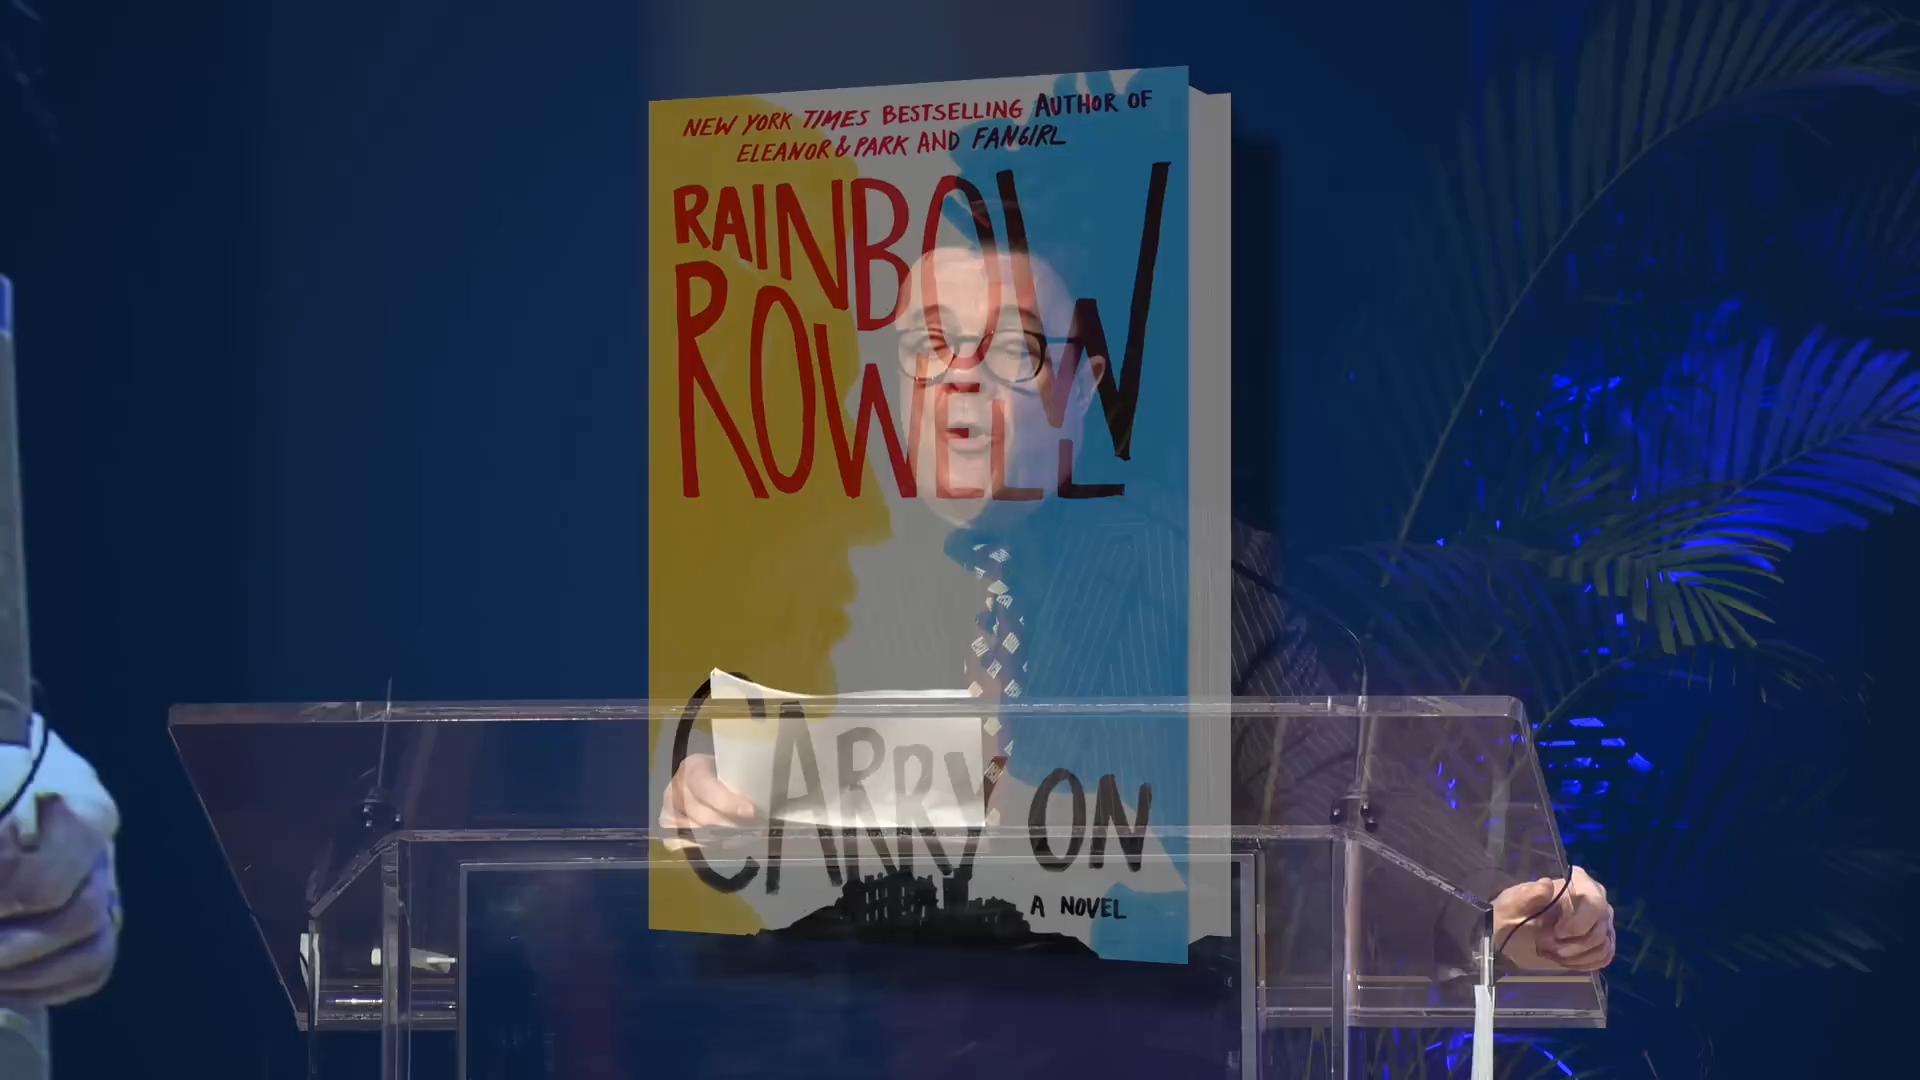 NEW YORK TIMES BESTSELLING AUTHOR OF
ELEANOR & PARK AND FANGIRL
RAINBOW
ROWELL
CARRY ON
A NOVEL